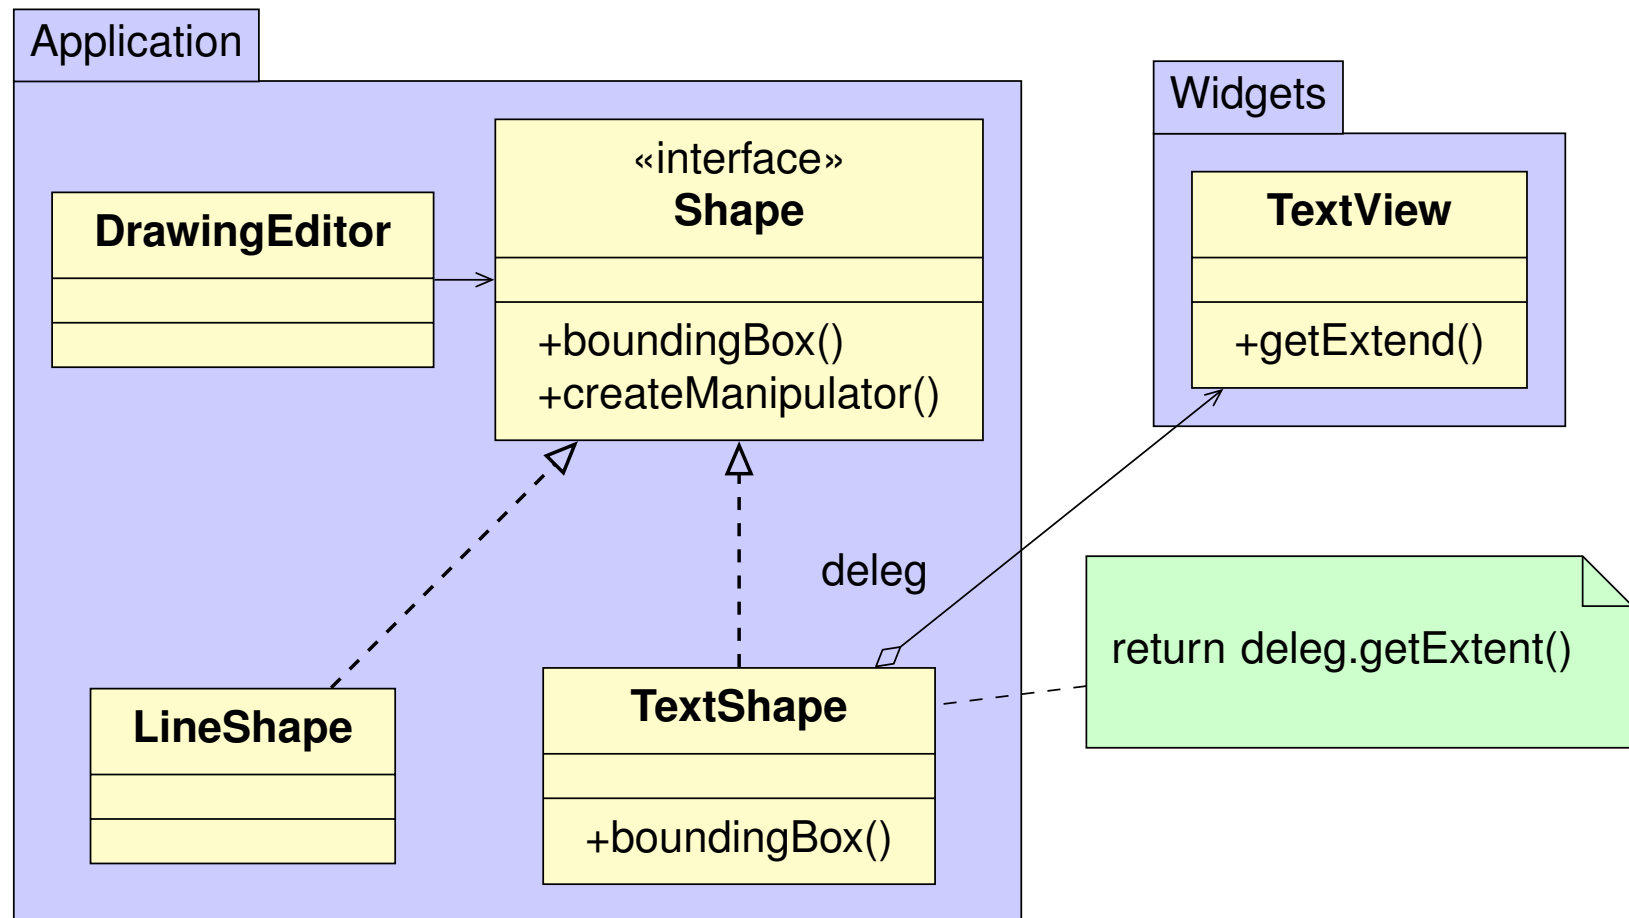 Application
Widgets
«interface»
Shape
DrawingEditor
TextView
+boundingBox()
+createManipulator()
+getExtend()
deleg
return deleg.getExtent()
LineShape
TextShape
+boundingBox()